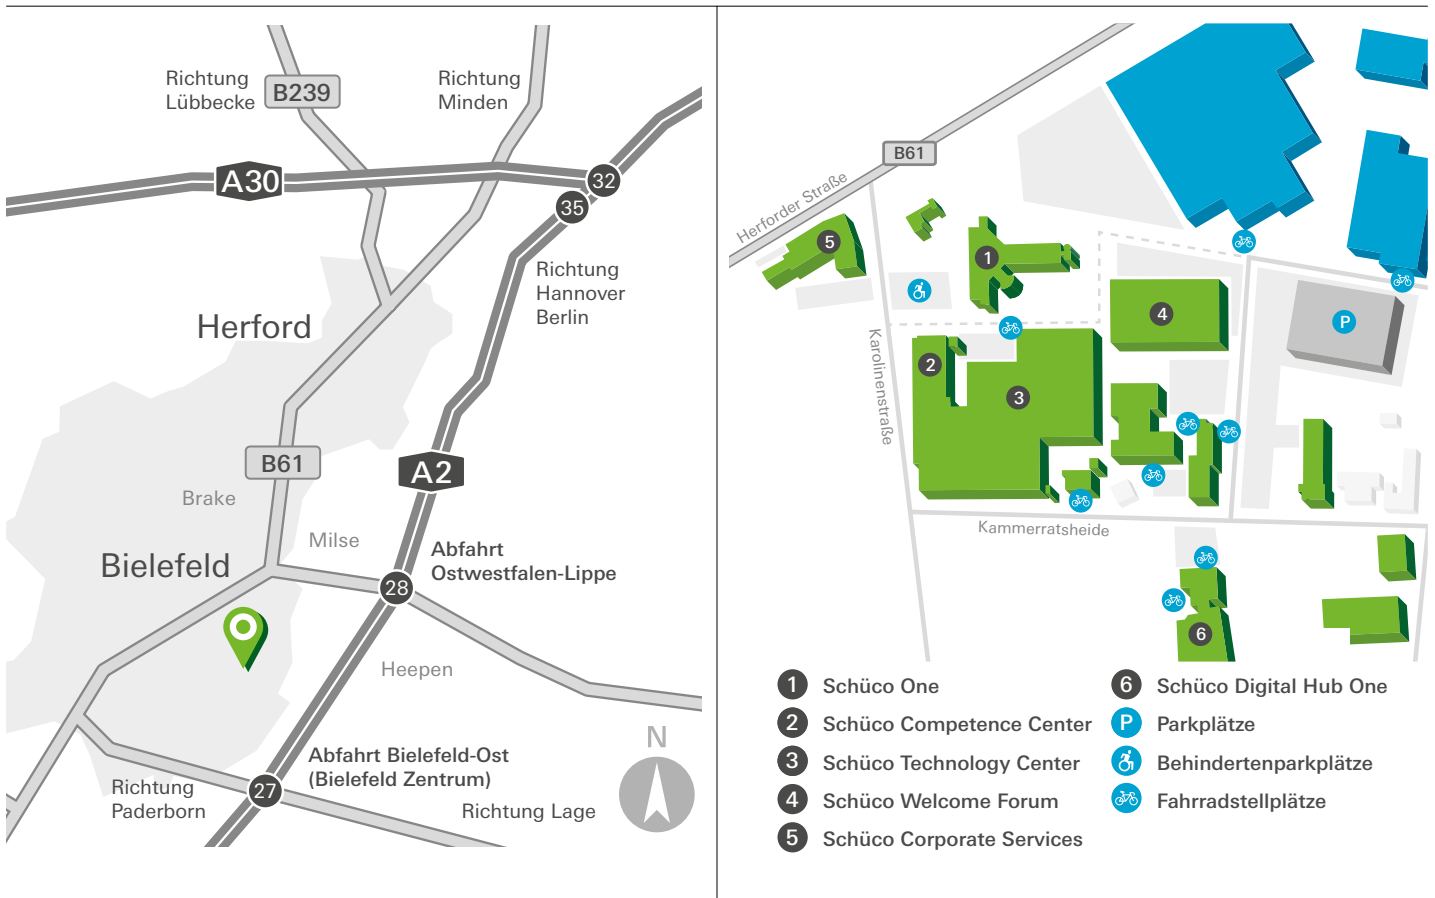 Richtung
Lübbecke
B239
Richtung
Minden
A30
32
35
Richtung
Hannover
Berlin
Herford
B61
A2
Brake
Milse
Bielefeld
Abfahrt
Ostwestfalen-Lippe
28
Heepen
Abfahrt Bielefeld-Ost
(Bielefeld Zentrum)
27
Richtung
Paderborn
Richtung Lage
N
B61
Herforder Straße
5
1
4
P
2
3
Karolinenstraße
Kammerratsheide
6
1 Schüco One
2 Schüco Competence Center
3 Schüco Technology Center
4 Schüco Welcome Forum
5 Schüco Corporate Services
6 Schüco Digital Hub One
P Parkplätze
Behindertenparkplätze
Fahrradstellplätze